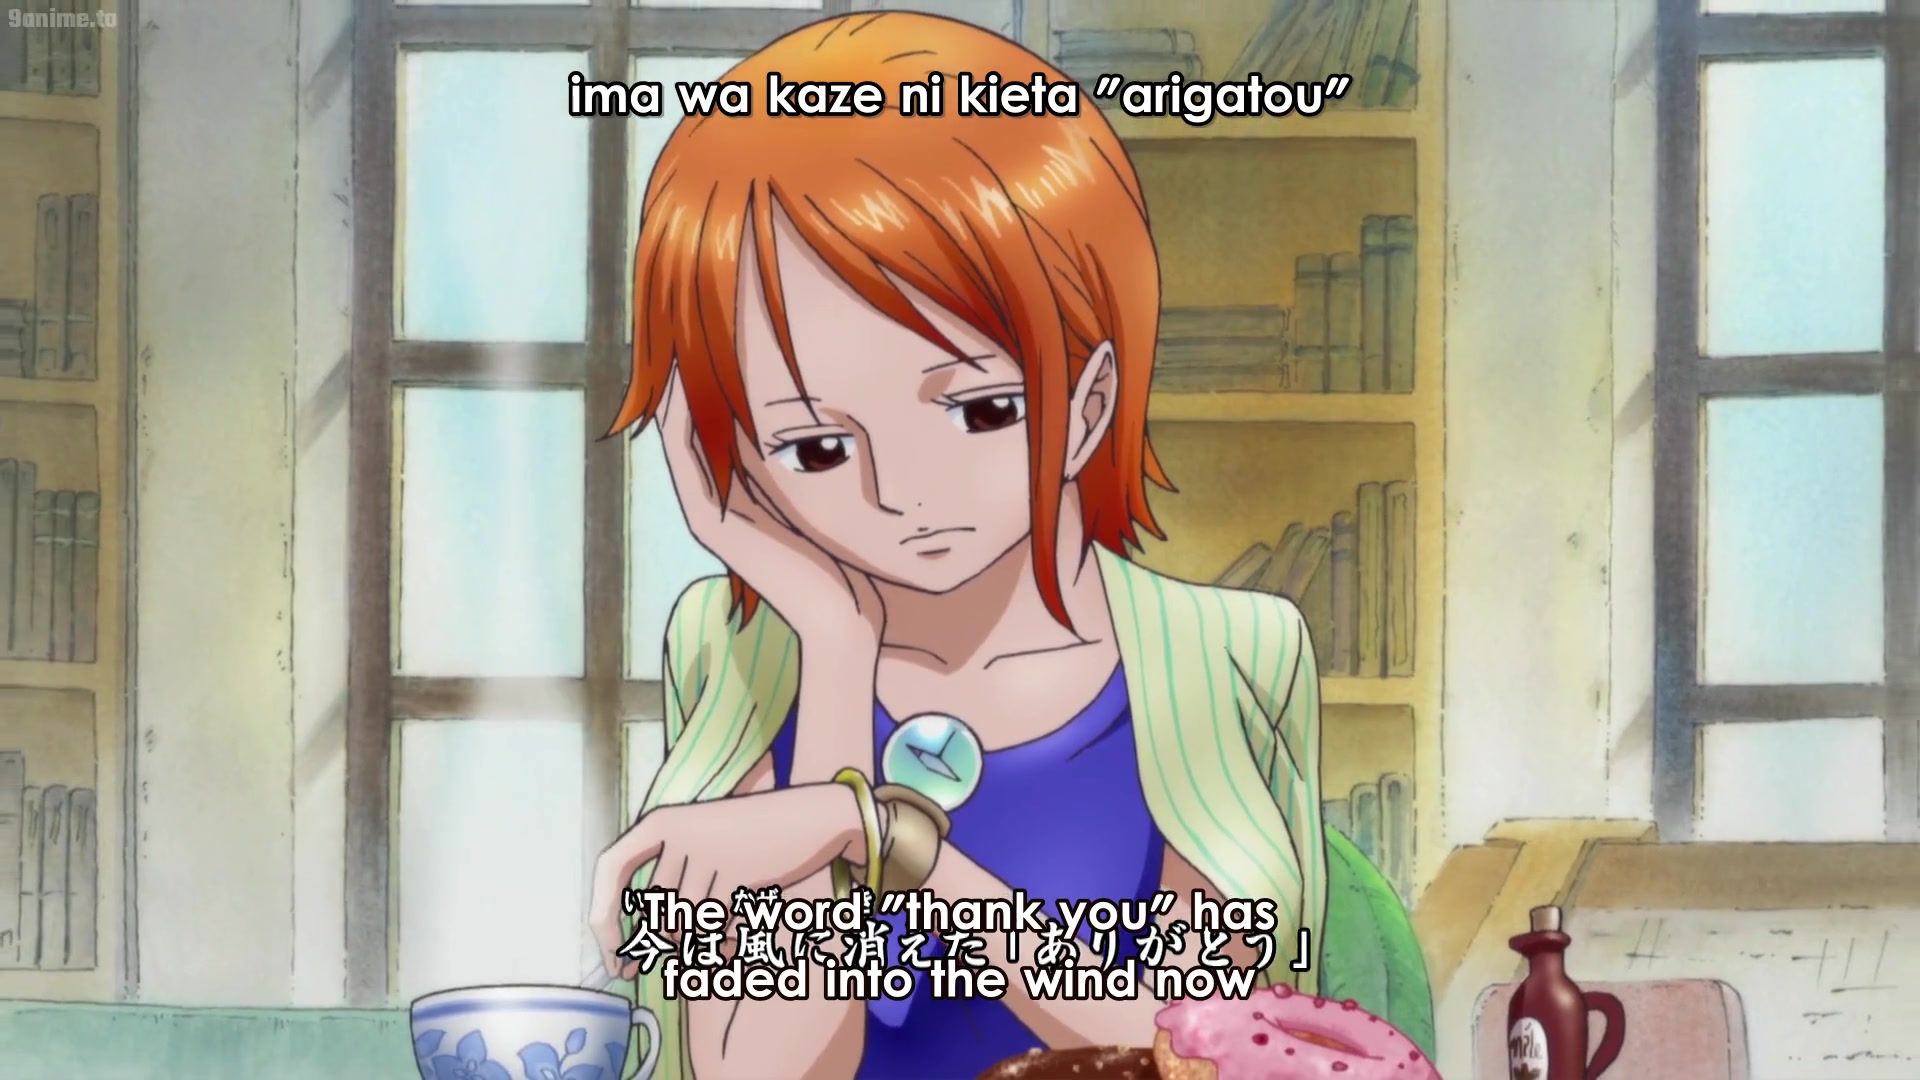 9anime.to
ima wa kaze ni kieta "arigatou"
The word "thank you" has
今は風に消えた「ありがとう」
faded into the wind now